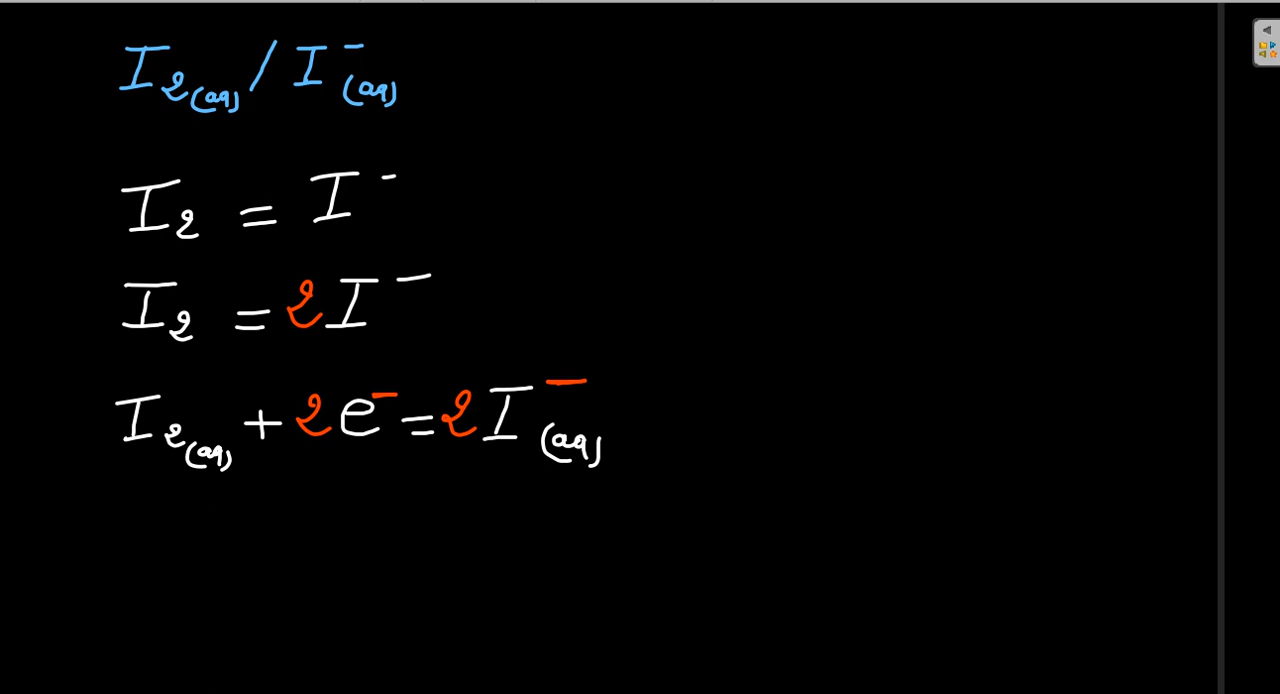 I₂(aq) / I⁻(aq)
I₂ = I⁻
I₂ = 2I⁻
I₂(aq) + 2e⁻ = 2I⁻(aq)